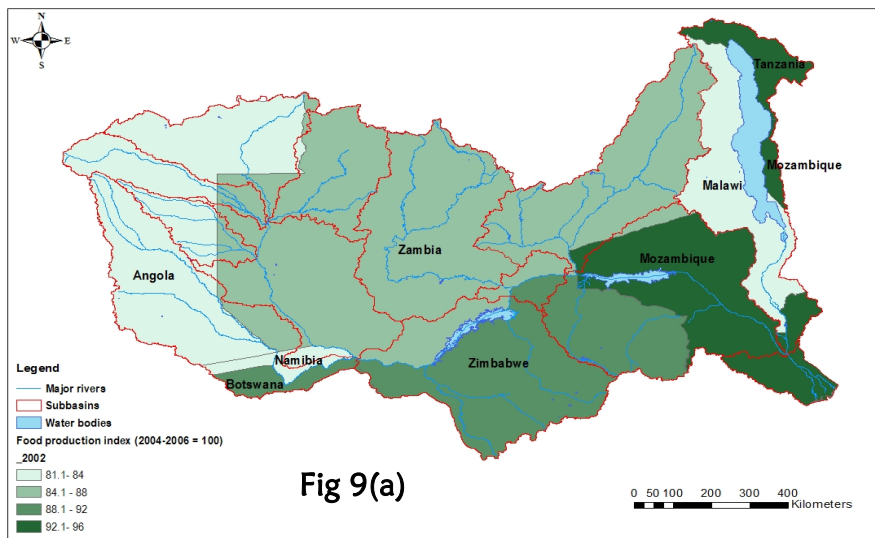 N
W E
S
Tanzania
Mozambique
Malawi
Mozambique
Zambia
Angola
Namibia
Zimbabwe
Botswana
Legend
Major rivers
Subbasins
Water bodies
Food production index (2004-2006 = 100)
_2002
81.1- 84
84.1 - 88
88.1 - 92
92.1- 96
Fig 9(a)
0 50 100 200 300 400
Kilometers